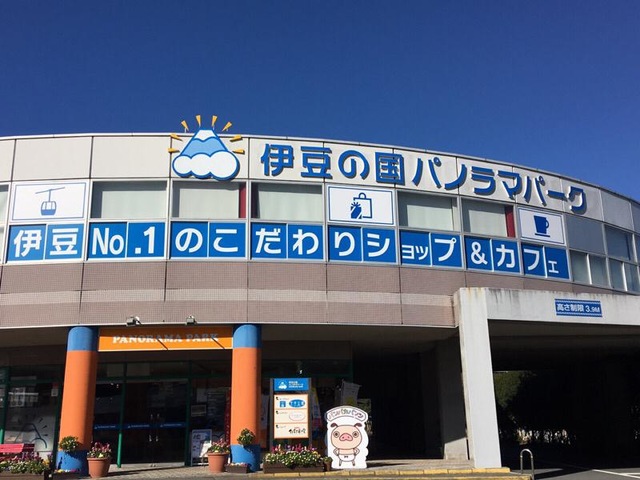 伊豆の国パノラマパーク
伊豆No.1のこだわりショップ&カフェ
高さ制限 3.9M
PANORAMA PARK